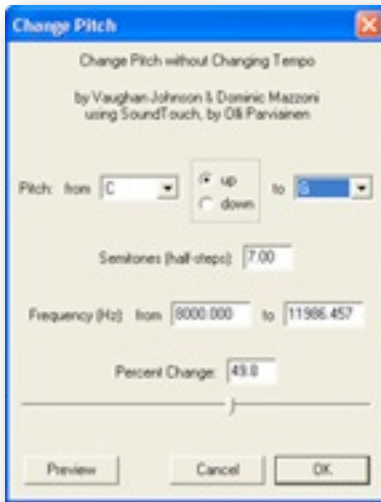 Change Pitch
Change Pitch without Changing Tempo
by Vaughan Johnson & Dominic Mazzoni
using SoundTouch, by Olli Parviainen
Pitch: from C up down to G
Semitones (half-steps): 7.00
Frequency (Hz): from 8000.000 to 11986.457
Percent Change: 49.8
Preview Cancel OK